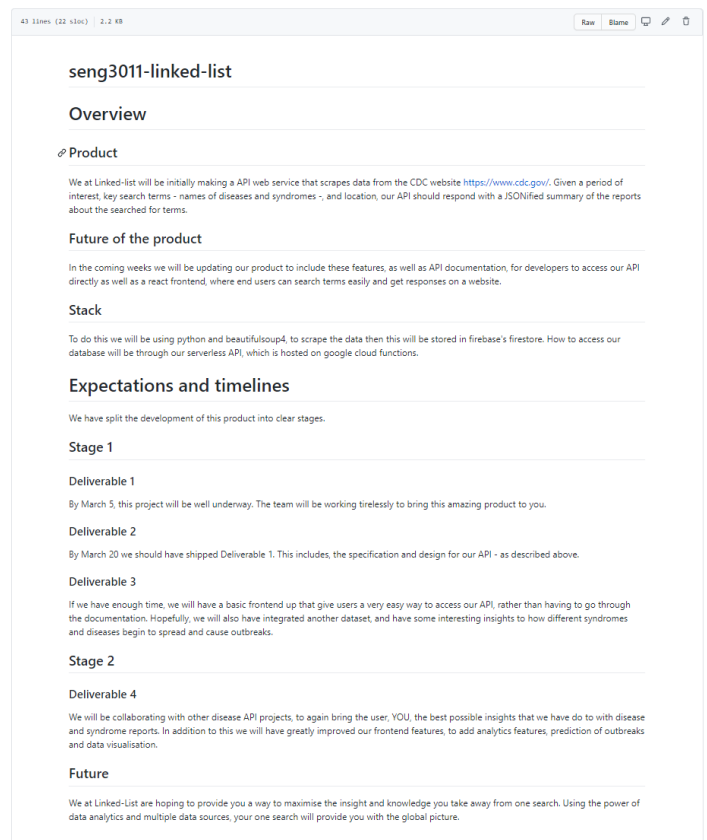 43 lines (22 sloc) 2.2 KB
Raw Blame
seng3011-linked-list
Overview
Product
We at Linked-list will be initially making a API web service that scrapes data from the CDC website https://www.cdc.gov/. Given a period of
interest, key search terms - names of diseases and syndromes -, and location, our API should respond with a JSONified summary of the reports
about the searched for terms.
Future of the product
In the coming weeks we will be updating our product to include these features, as well as API documentation, for developers to access our API
directly as well as a react frontend, where end users can search terms easily and get responses on a website.
Stack
To do this we will be using python and beautifulsoup4, to scrape the data then this will be stored in firebase's firestore. How to access our
database will be through our serverless API, which is hosted on google cloud functions.
Expectations and timelines
We have split the development of this product into clear stages.
Stage 1
Deliverable 1
By March 5, this project will be well underway. The team will be working tirelessly to bring this amazing product to you.
Deliverable 2
By March 20 we should have shipped Deliverable 1. This includes, the specification and design for our API - as described above.
Deliverable 3
If we have enough time, we will have a basic frontend up that give users a very easy way to access our API, rather than having to go through
the documentation. Hopefully, we will also have integrated another dataset, and have some interesting insights to how different syndromes
and diseases begin to spread and cause outbreaks.
Stage 2
Deliverable 4
We will be collaborating with other disease API projects, to again bring the user, YOU, the best possible insights that we have do to with disease
and syndrome reports. In addition to this we will have greatly improved our frontend features, to add analytics features, prediction of outbreaks
and data visualisation.
Future
We at Linked-List are hoping to provide you a way to maximise the insight and knowledge you take away from one search. Using the power of
data analytics and multiple data sources, your one search will provide you with the global picture.